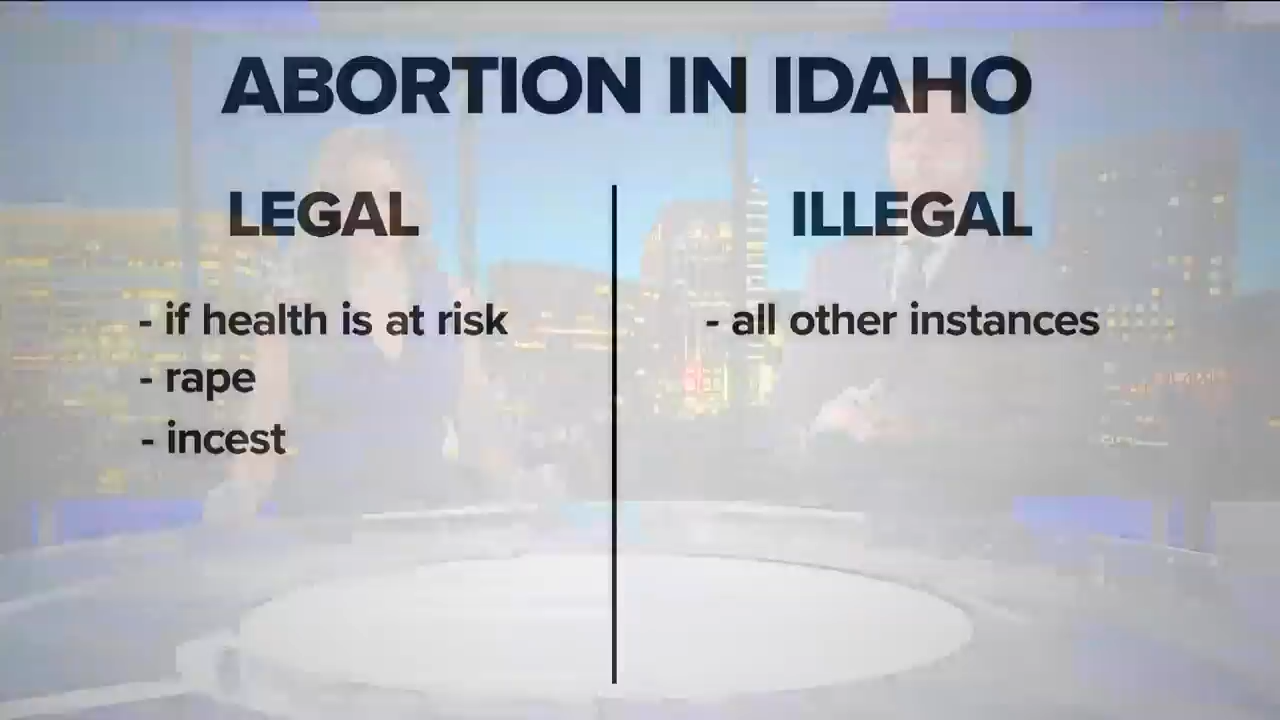 ABORTION IN IDAHO
LEGAL
- if health is at risk
- rape
- incest
ILLEGAL
- all other instances